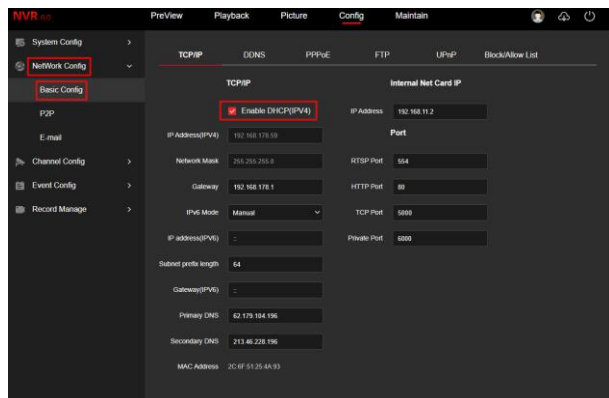 NVR 4.0 PreView Playback Picture Config Maintain
System Config
NetWork Config
Basic Config
P2P
E-mail
Channel Config
Event Config
Record Manage
TCP/IP DDNS PPPoE FTP UPnP Block/Allow List
TCP/IP
Enable DHCP(IPV4)
IP Address(IPV4) 192.168.178.59
Network Mask 255.255.255.0
Gateway 192.168.178.1
IPv6 Mode Manual
IP address(IPV6) ::
Subnet prefix length 64
Gateway(IPV6) ::
Primary DNS 62.179.104.196
Secondary DNS 213.46.228.196
MAC Address 2C:6F:51:25:4A:93
Internal Net Card IP
IP Address 192.168.11.2
Port
RTSP Port 554
HTTP Port 80
TCP Port 5000
Private Port 6000